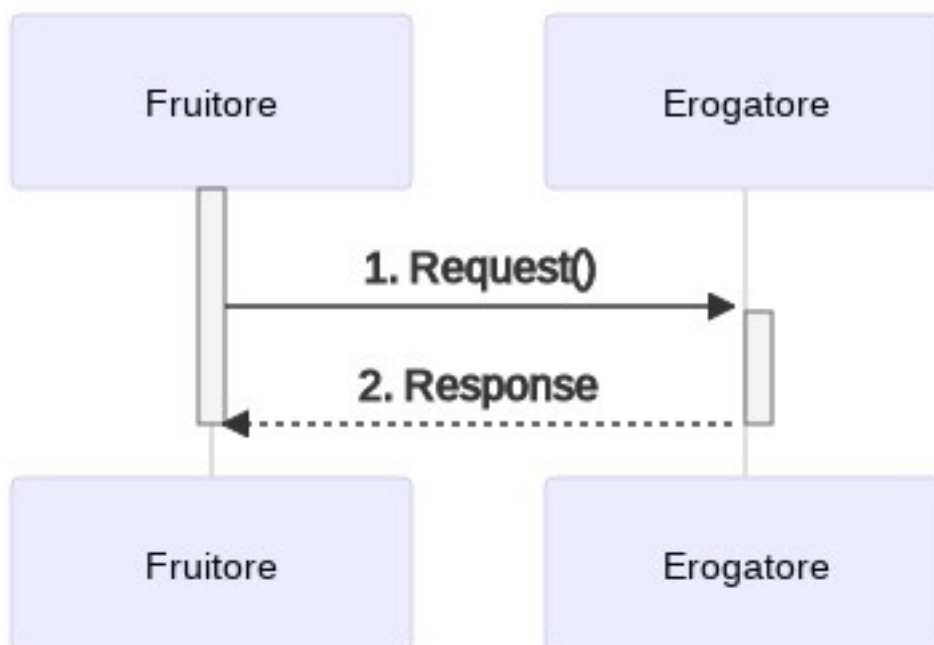 Fruitore
Erogatore
1. Request()
2. Response
Fruitore
Erogatore